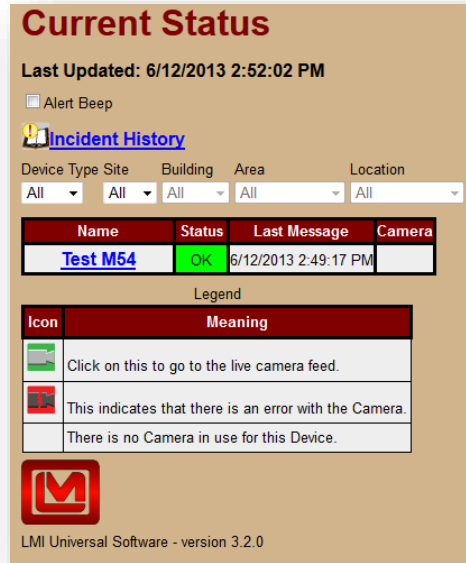 Current Status
Last Updated: 6/12/2013 2:52:02 PM
Alert Beep
Incident History
Device Type Site Building Area Location
All All All All All
Name Status Last Message Camera
Test M54 OK 6/12/2013 2:49:17 PM
Legend
Icon Meaning
Click on this to go to the live camera feed.
This indicates that there is an error with the Camera.
There is no Camera in use for this Device.
LM
LMI Universal Software - version 3.2.0